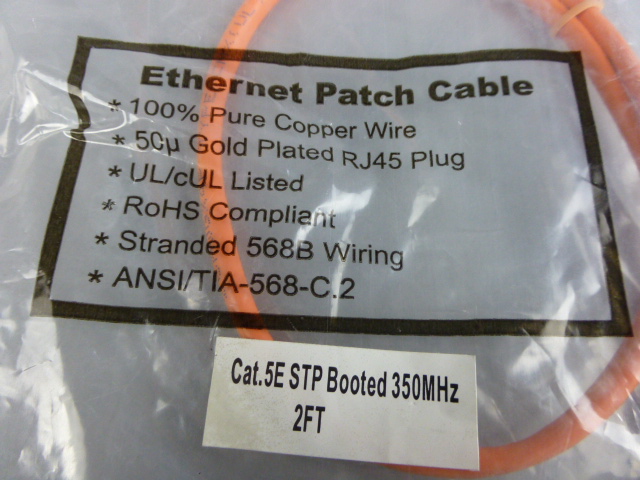 Ethernet Patch Cable
* 100% Pure Copper Wire
* 50µ Gold Plated RJ45 Plug
* UL/cUL Listed
* RoHS Compliant
* Stranded 568B Wiring
* ANSI/TIA-568-C.2
Cat.5E STP Booted 350MHz
2FT